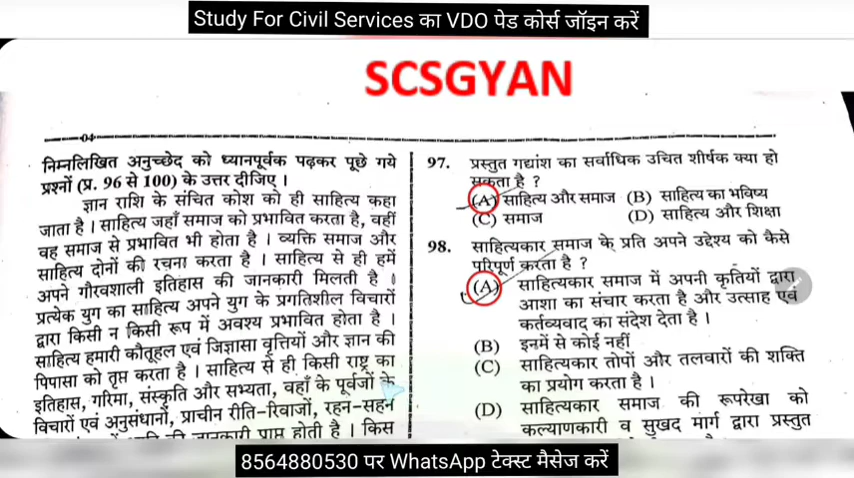 Study For Civil Services का VDO पेड कोर्स जॉइन करें
SCSGYAN
04
निम्नलिखित अनुच्छेद को ध्यानपूर्वक पढ़कर पूछे गये
प्रश्नों (प्र. 96 से 100) के उत्तर दीजिए।
ज्ञान राशि के संचित कोश को ही साहित्य कहा
जाता है। साहित्य जहाँ समाज को प्रभावित करता है, वहीं
वह समाज से प्रभावित भी होता है। व्यक्ति समाज और
साहित्य दोनों की रचना करता है। साहित्य से ही हमें
अपने गौरवशाली इतिहास की जानकारी मिलती है।
प्रत्येक युग का साहित्य अपने युग के प्रगतिशील विचारों
द्वारा किसी न किसी रूप में अवश्य प्रभावित होता है।
साहित्य हमारी कौतूहल एवं जिज्ञासा वृत्तियों और ज्ञान की
पिपासा को तृप्त करता है। साहित्य से ही किसी राष्ट्र का
इतिहास, गरिमा, संस्कृति और सभ्यता, वहाँ के पूर्वजों के
विचारों एवं अनुसंधानों, प्राचीन रीति-रिवाजों, रहन-सहन
की जानकारी प्राप्त होती है। किस
97. प्रस्तुत गद्यांश का सर्वाधिक उचित शीर्षक क्या हो
सकता है ?
(A) साहित्य और समाज (B) साहित्य का भविष्य
(C) समाज (D) साहित्य और शिक्षा
98. साहित्यकार समाज के प्रति अपने उद्देश्य को कैसे
परिपूर्ण करता है ?
(A) साहित्यकार समाज में अपनी कृतियों द्वारा
आशा का संचार करता है और उत्साह एवं
कर्तव्यवाद का संदेश देता है।
(B) इनमें से कोई नहीं
(C) साहित्यकार तोपों और तलवारों की शक्ति
का प्रयोग करता है।
(D) साहित्यकार समाज की रूपरेखा को
कल्याणकारी व सुखद मार्ग द्वारा प्रस्तुत
8564880530 पर WhatsApp टेक्स्ट मैसेज करें